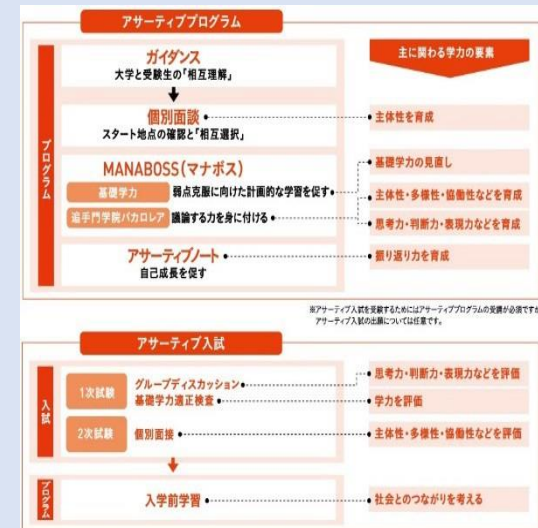 アサーティブプログラム
主に関わる学力の要素
プログラム
ガイダンス
大学と受験生の「相互理解」
個別面談
スタート地点の確認と「相互選択」
主体性を育成
MANABOSS(マナボス)
基礎学力
弱点克服に向けた計画的な学習を促す
基礎学力の見直し
追手門学院バカロレア
議論する力を身に付ける
主体性・多様性・協働性などを育成
思考力・判断力・表現力などを育成
アサーティブノート
自己成長を促す
振り返り力を育成
※アサーティブ入試を受験するためにはアサーティブプログラムの受講が必須ですが
アサーティブ入試の出願については任意です。
アサーティブ入試
入試
1次試験
グループディスカッション
基礎学力適正検査
思考力・判断力・表現力などを評価
学力を評価
2次試験
個別面接
主体性・多様性・協働性などを評価
プログラム
入学前学習
社会とのつながりを考える